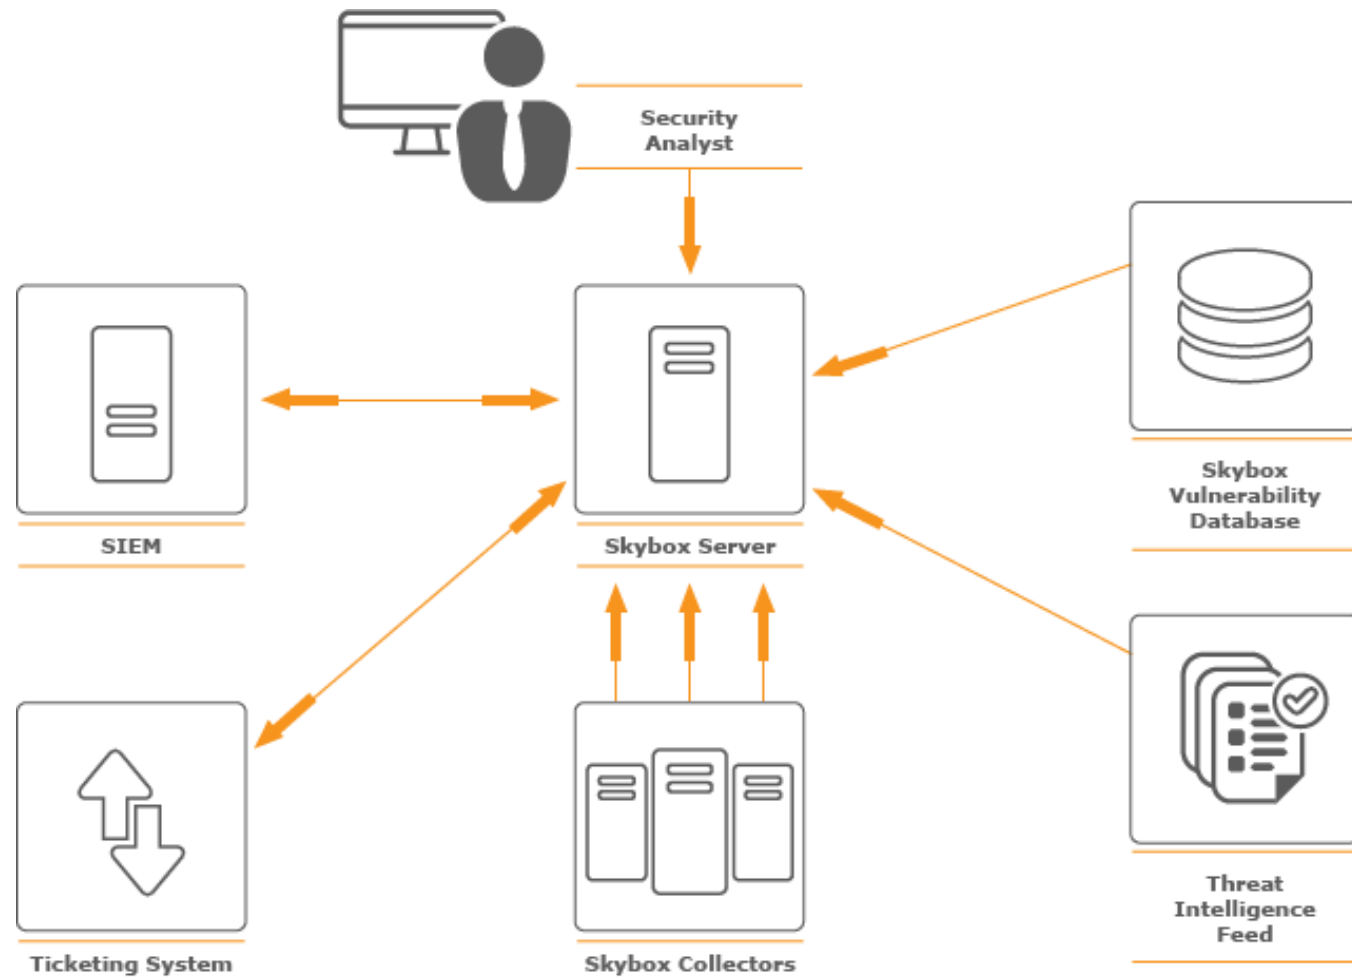 Security
Analyst
Skybox
Vulnerability
Database
SIEM
Skybox Server
Threat
Intelligence
Feed
Ticketing System
Skybox Collectors